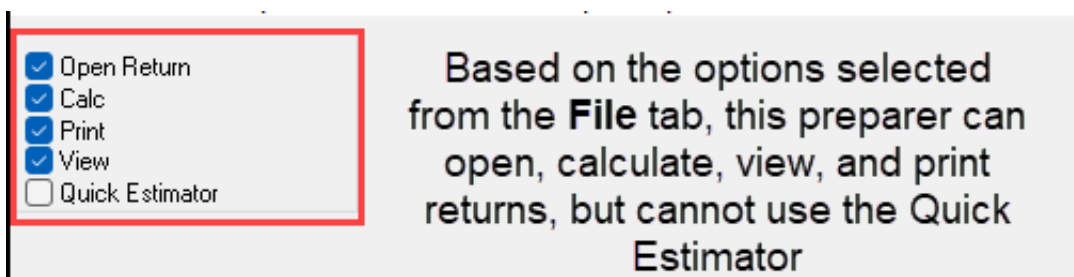 Open Return
Calc
Print
View
Quick Estimator
Based on the options selected
from the File tab, this preparer can
open, calculate, view, and print
returns, but cannot use the Quick
Estimator